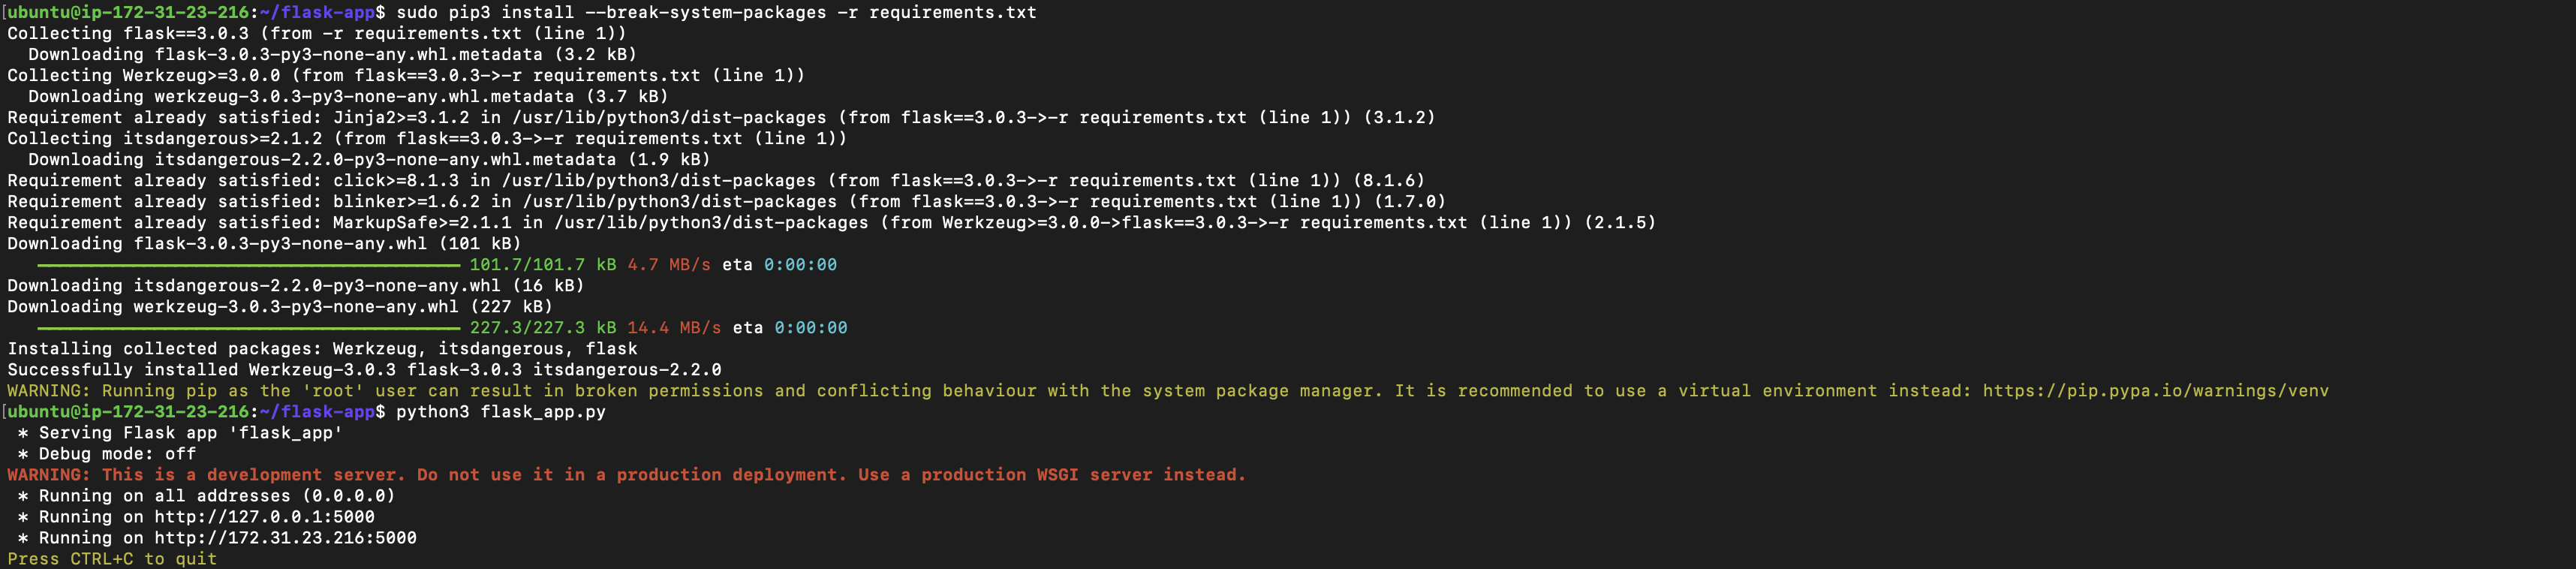 [ubuntu@ip-172-31-23-216:~/flask-app$ sudo pip3 install --break-system-packages -r requirements.txt
Collecting flask==3.0.3 (from -r requirements.txt (line 1))
  Downloading flask-3.0.3-py3-none-any.whl.metadata (3.2 kB)
Collecting Werkzeug>=3.0.0 (from flask==3.0.3->-r requirements.txt (line 1))
  Downloading werkzeug-3.0.3-py3-none-any.whl.metadata (3.7 kB)
Requirement already satisfied: Jinja2>=3.1.2 in /usr/lib/python3/dist-packages (from flask==3.0.3->-r requirements.txt (line 1)) (3.1.2)
Collecting itsdangerous>=2.1.2 (from flask==3.0.3->-r requirements.txt (line 1))
  Downloading itsdangerous-2.2.0-py3-none-any.whl.metadata (1.9 kB)
Requirement already satisfied: click>=8.1.3 in /usr/lib/python3/dist-packages (from flask==3.0.3->-r requirements.txt (line 1)) (8.1.6)
Requirement already satisfied: blinker>=1.6.2 in /usr/lib/python3/dist-packages (from flask==3.0.3->-r requirements.txt (line 1)) (1.7.0)
Requirement already satisfied: MarkupSafe>=2.1.1 in /usr/lib/python3/dist-packages (from Werkzeug>=3.0.0->flask==3.0.3->-r requirements.txt (line 1)) (2.1.5)
Downloading flask-3.0.3-py3-none-any.whl (101 kB)
101.7/101.7 kB 4.7 MB/s eta 0:00:00
Downloading itsdangerous-2.2.0-py3-none-any.whl (16 kB)
Downloading werkzeug-3.0.3-py3-none-any.whl (227 kB)
227.3/227.3 kB 14.4 MB/s eta 0:00:00
Installing collected packages: Werkzeug, itsdangerous, flask
Successfully installed Werkzeug-3.0.3 flask-3.0.3 itsdangerous-2.2.0
WARNING: Running pip as the 'root' user can result in broken permissions and conflicting behaviour with the system package manager. It is recommended to use a virtual environment instead: https://pip.pypa.io/warnings/venv
[ubuntu@ip-172-31-23-216:~/flask-app$ python3 flask_app.py
 * Serving Flask app 'flask_app'
 * Debug mode: off
WARNING: This is a development server. Do not use it in a production deployment. Use a production WSGI server instead.
 * Running on all addresses (0.0.0.0)
 * Running on http://127.0.0.1:5000
 * Running on http://172.31.23.216:5000
Press CTRL+C to quit